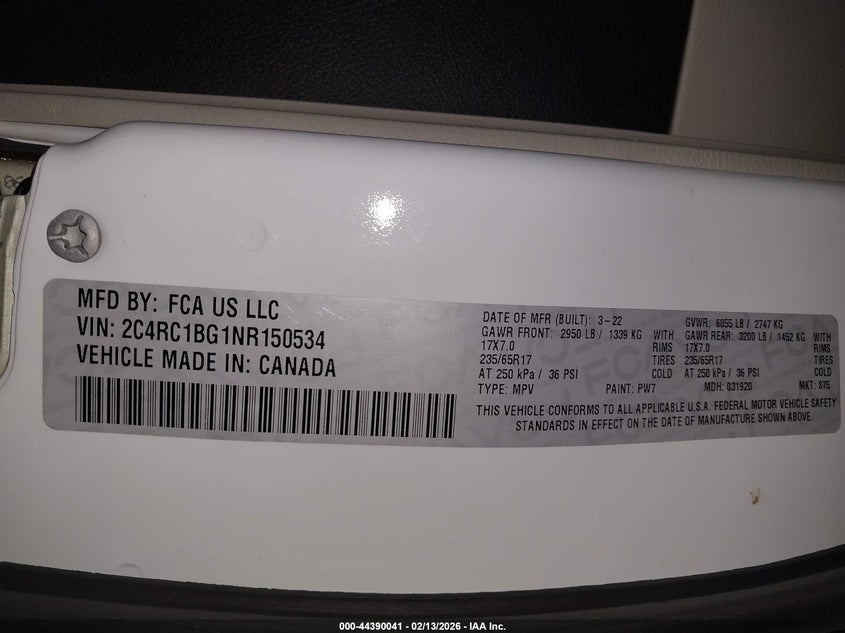 MFD BY: FCA US LLC
VIN: 2C4RC1BG1NR150534
VEHICLE MADE IN: CANADA
DATE OF MFR (BUILT): 3-22 GVWR: 6055 LB / 2747 KG
GAWR FRONT: 2950 LB / 1339 KG WITH GAWR REAR: 3200 LB / 1452 KG WITH
17X7.0 RIMS 17X7.0 RIMS
235/65R17 TIRES 235/65R17 TIRES
AT 250 kPa / 36 PSI COLD AT 250 kPa / 36 PSI COLD
TYPE: MPV PAINT: PW7 MDH: 031920 MKT: 875
THIS VEHICLE CONFORMS TO ALL APPLICABLE U.S.A. FEDERAL MOTOR VEHICLE SAFETY
STANDARDS IN EFFECT ON THE DATE OF MANUFACTURE SHOWN ABOVE.
000-44390041 - 02/13/2026 - IAA Inc.